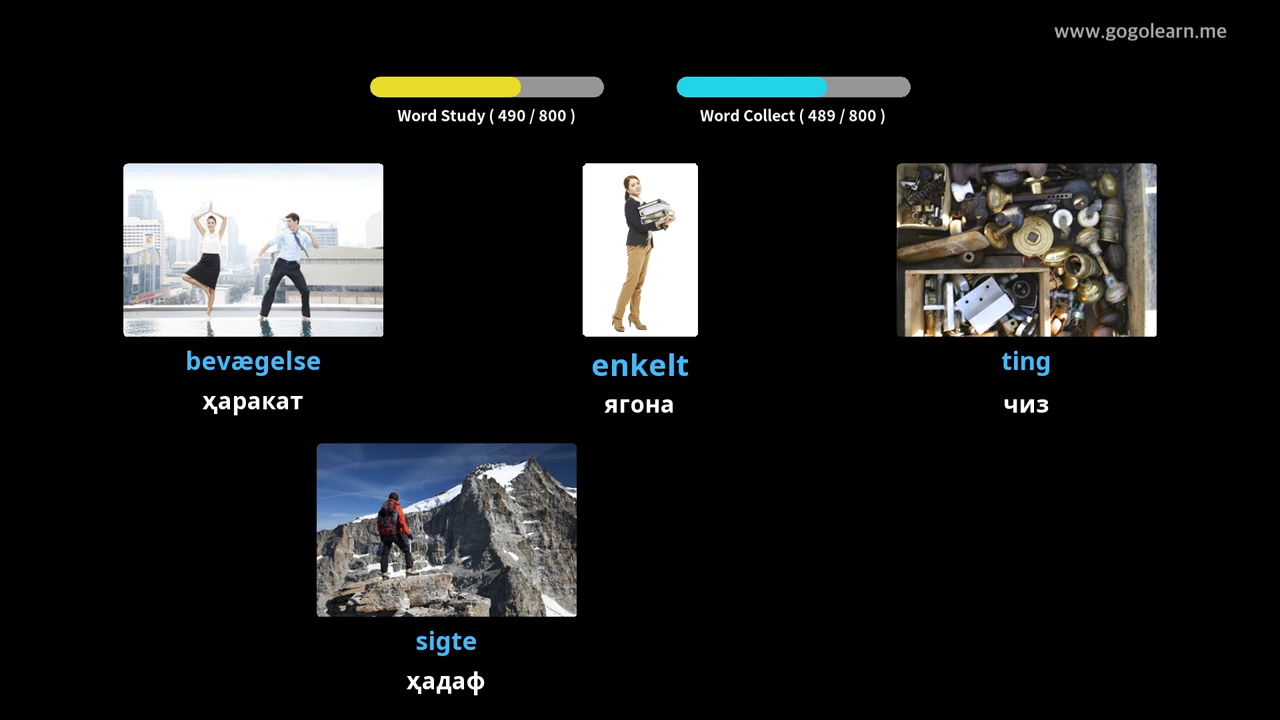 www.gogolearn.me
Word Study ( 490 / 800 )
Word Collect ( 489 / 800 )
bevægelse
ҳаракат
enkelt
ягона
ting
чиз
sigte
ҳадаф